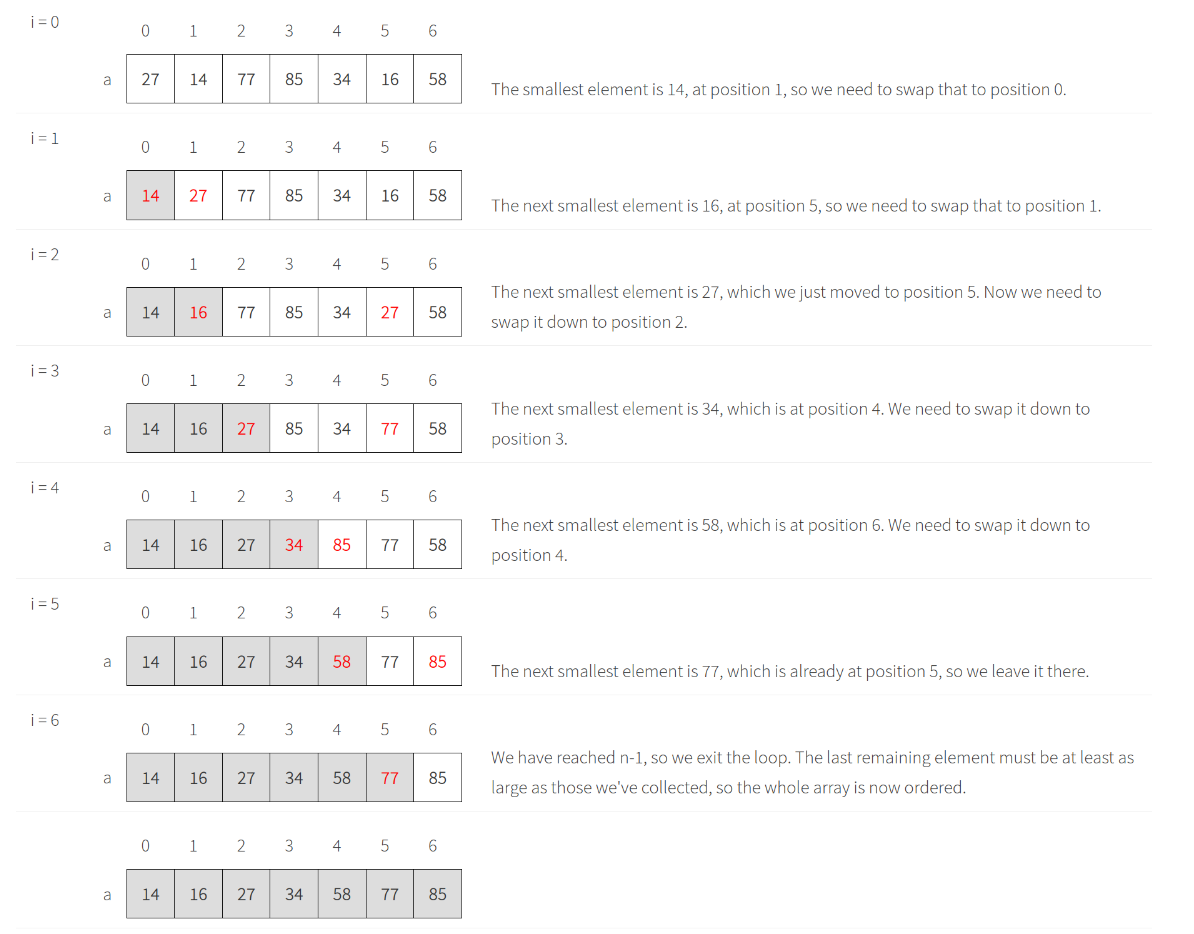 i = 0
0 1 2 3 4 5 6
a 27 14 77 85 34 16 58
The smallest element is 14, at position 1, so we need to swap that to position 0.
i = 1
0 1 2 3 4 5 6
a 14 27 77 85 34 16 58
The next smallest element is 16, at position 5, so we need to swap that to position 1.
i = 2
0 1 2 3 4 5 6
a 14 16 77 85 34 27 58
The next smallest element is 27, which we just moved to position 5. Now we need to
swap it down to position 2.
i = 3
0 1 2 3 4 5 6
a 14 16 27 85 34 77 58
The next smallest element is 34, which is at position 4. We need to swap it down to
position 3.
i = 4
0 1 2 3 4 5 6
a 14 16 27 34 85 77 58
The next smallest element is 58, which is at position 6. We need to swap it down to
position 4.
i = 5
0 1 2 3 4 5 6
a 14 16 27 34 58 77 85
The next smallest element is 77, which is already at position 5, so we leave it there.
i = 6
0 1 2 3 4 5 6
a 14 16 27 34 58 77 85
We have reached n-1, so we exit the loop. The last remaining element must be at least as
large as those we've collected, so the whole array is now ordered.
0 1 2 3 4 5 6
a 14 16 27 34 58 77 85